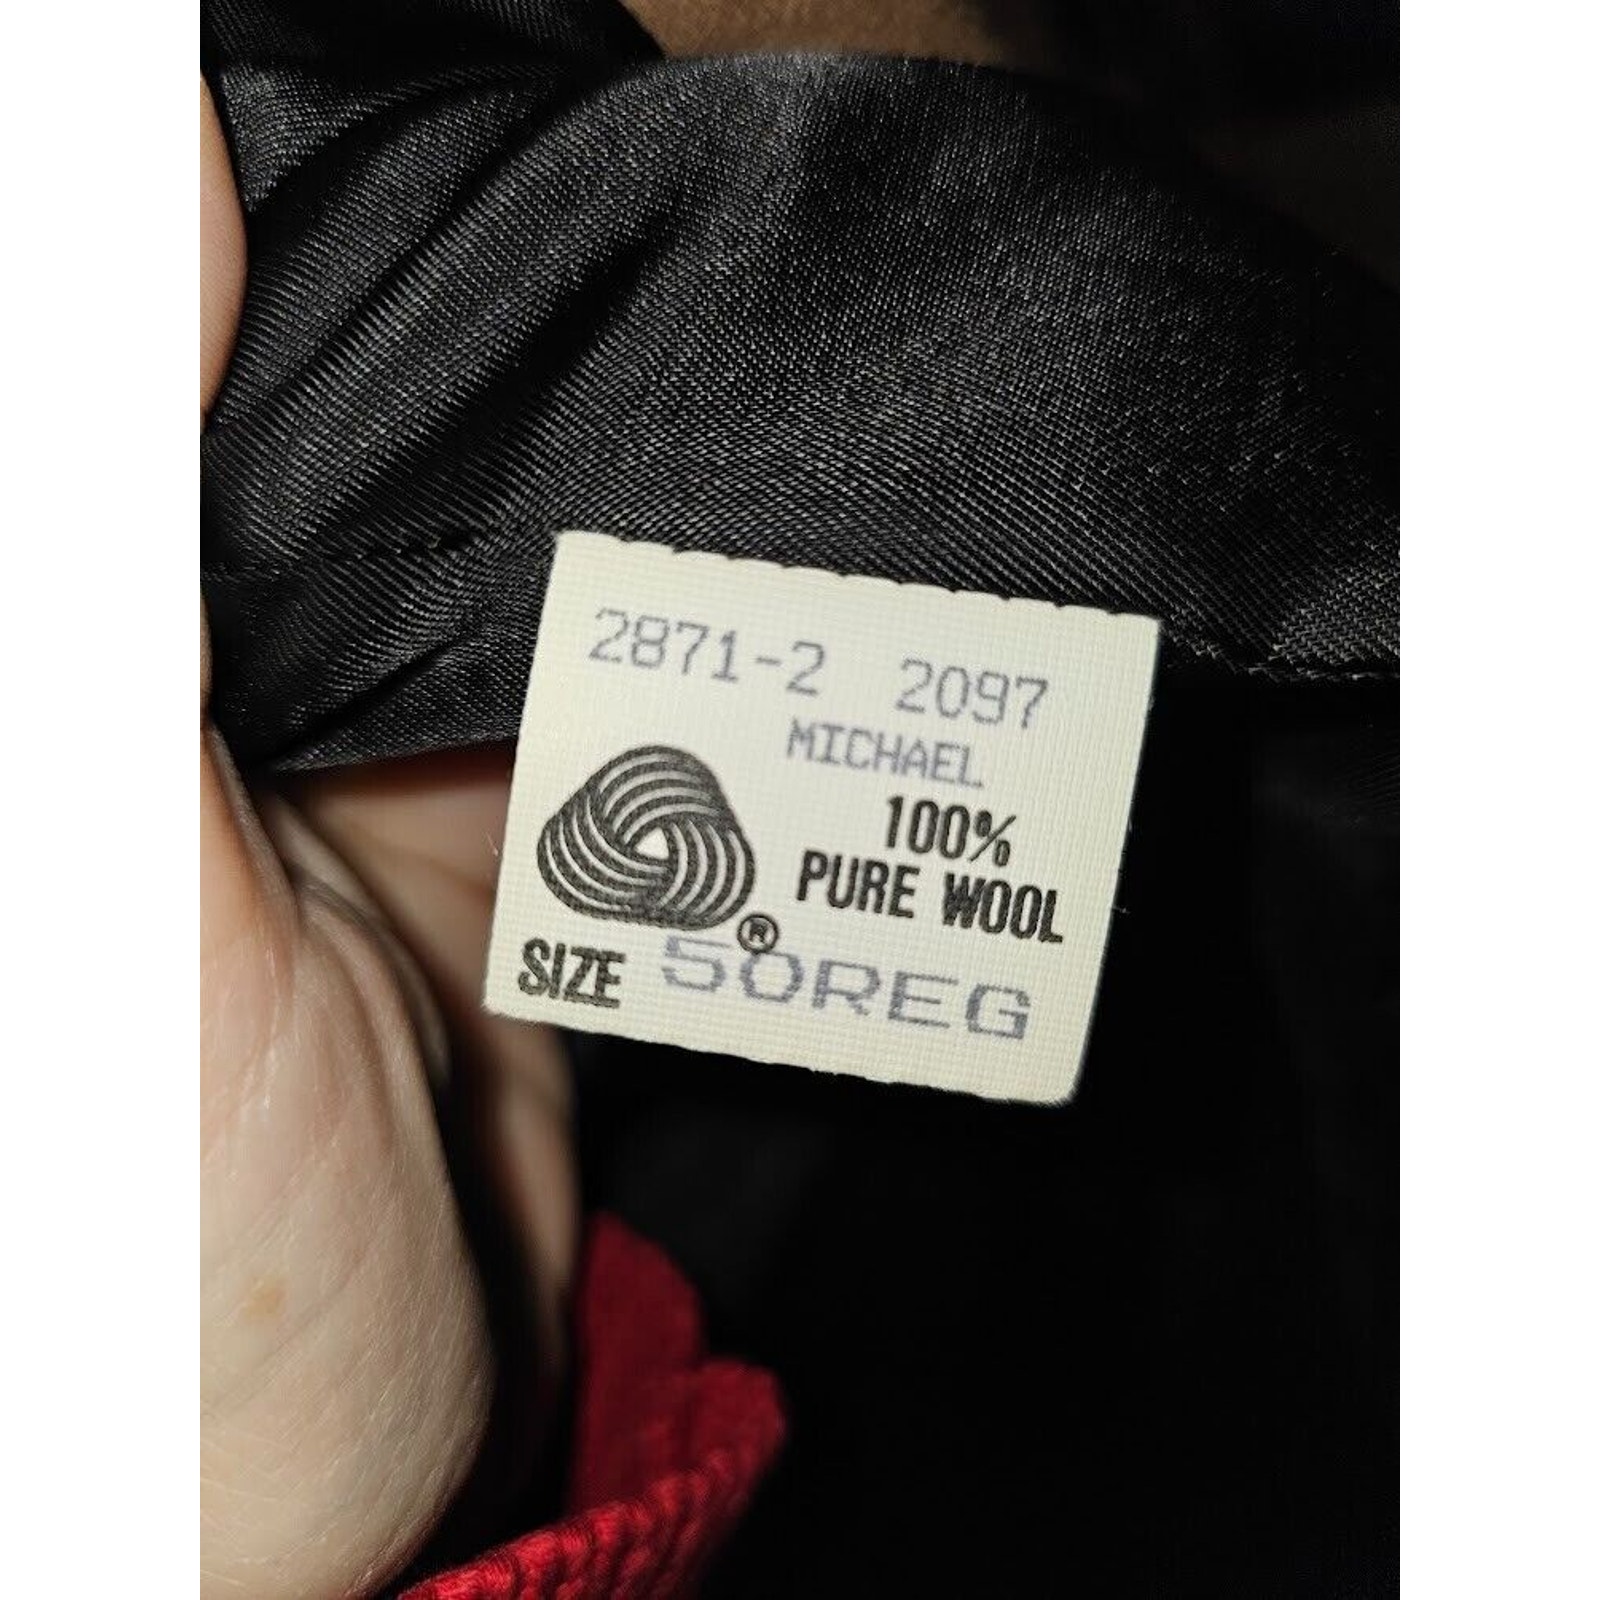 2871-2 2097
MICHAEL
100%
PURE WOOL
®
SIZE 50REG